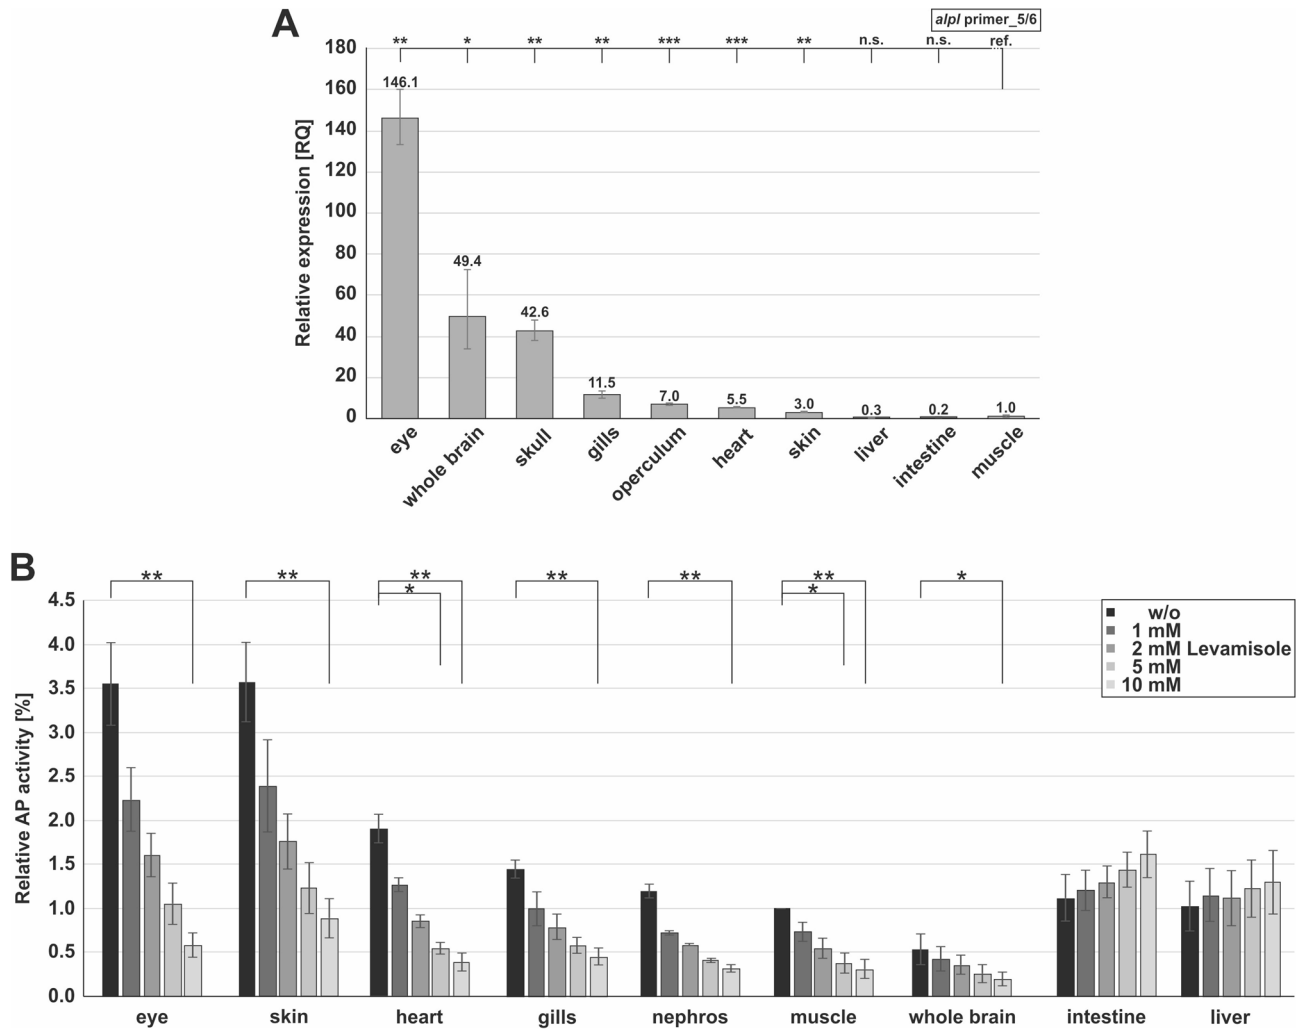 A
alpl primer_5/6
** * ** ** *** *** ** n.s. n.s. ref.
180
160
140
120
100
80
60
40
20
0
Relative expression [RQ]
146.1
49.4
42.6
11.5
7.0
5.5
3.0
0.3
0.2
1.0
eye
whole brain
skull
gills
operculum
heart
skin
liver
intestine
muscle
B
** ** ** ** ** ** *
* *
4.5
4.0
3.5
3.0
2.5
2.0
1.5
1.0
0.5
0.0
Relative AP activity [%]
w/o
1 mM
2 mM Levamisole
5 mM
10 mM
eye skin heart gills nephros muscle whole brain intestine liver